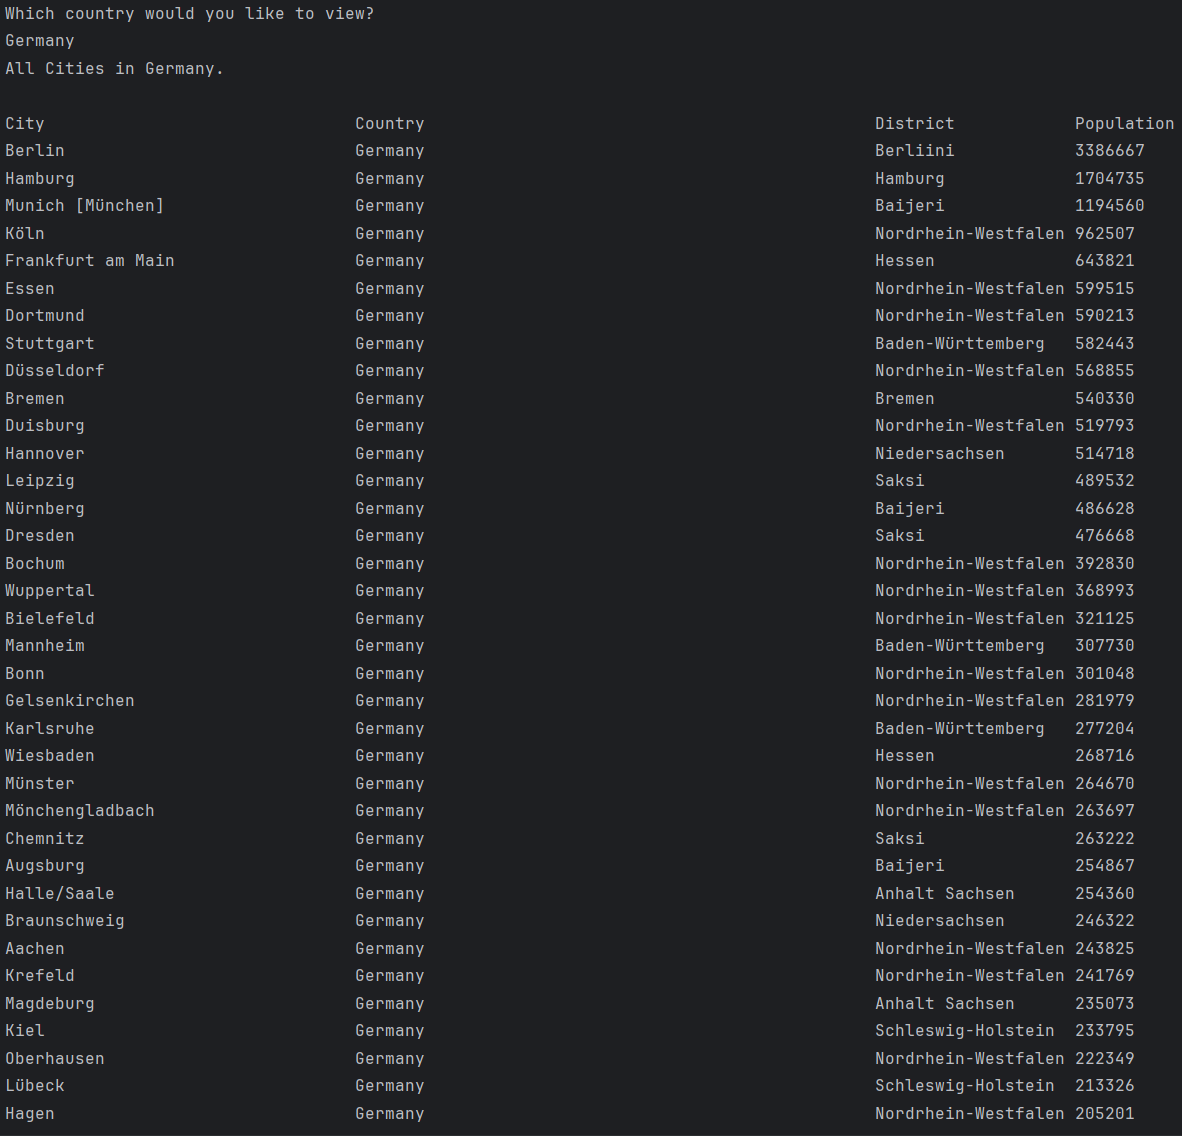 Which country would you like to view?
Germany
All Cities in Germany.
City Country District Population
Berlin Germany Berliini 3386667
Hamburg Germany Hamburg 1704735
Munich [München] Germany Baijeri 1194560
Köln Germany Nordrhein-Westfalen 962507
Frankfurt am Main Germany Hessen 643821
Essen Germany Nordrhein-Westfalen 599515
Dortmund Germany Nordrhein-Westfalen 590213
Stuttgart Germany Baden-Württemberg 582443
Düsseldorf Germany Nordrhein-Westfalen 568855
Bremen Germany Bremen 540330
Duisburg Germany Nordrhein-Westfalen 519793
Hannover Germany Niedersachsen 514718
Leipzig Germany Saksi 489532
Nürnberg Germany Baijeri 486628
Dresden Germany Saksi 476668
Bochum Germany Nordrhein-Westfalen 392830
Wuppertal Germany Nordrhein-Westfalen 368993
Bielefeld Germany Nordrhein-Westfalen 321125
Mannheim Germany Baden-Württemberg 307730
Bonn Germany Nordrhein-Westfalen 301048
Gelsenkirchen Germany Nordrhein-Westfalen 281979
Karlsruhe Germany Baden-Württemberg 277204
Wiesbaden Germany Hessen 268716
Münster Germany Nordrhein-Westfalen 264670
Mönchengladbach Germany Nordrhein-Westfalen 263697
Chemnitz Germany Saksi 263222
Augsburg Germany Baijeri 254867
Halle/Saale Germany Anhalt Sachsen 254360
Braunschweig Germany Niedersachsen 246322
Aachen Germany Nordrhein-Westfalen 243825
Krefeld Germany Nordrhein-Westfalen 241769
Magdeburg Germany Anhalt Sachsen 235073
Kiel Germany Schleswig-Holstein 233795
Oberhausen Germany Nordrhein-Westfalen 222349
Lübeck Germany Schleswig-Holstein 213326
Hagen Germany Nordrhein-Westfalen 205201